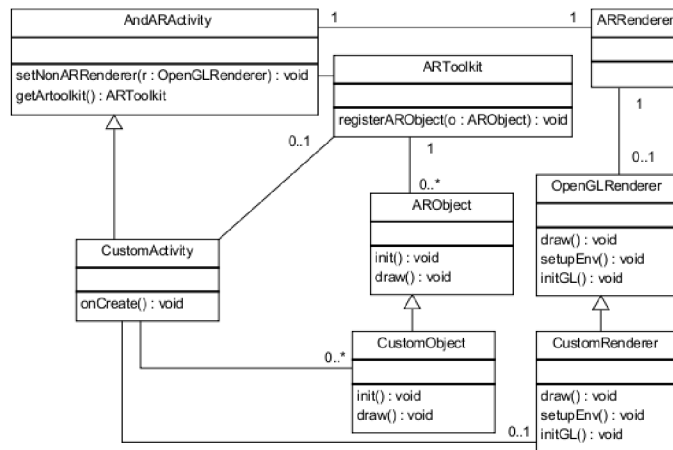 AndARActivity
1
1
ARRenderer
setNonARRenderer(r : OpenGLRenderer) : void
getArtoolkit() : ARToolkit
ARToolkit
registerARObject(o : ARObject) : void
1
0..1
1
0..1
0..*
OpenGLRenderer
draw() : void
setupEnv() : void
initGL() : void
ARObject
init() : void
draw() : void
CustomActivity
onCreate() : void
0..*
CustomObject
init() : void
draw() : void
CustomRenderer
draw() : void
setupEnv() : void
initGL() : void
0..1